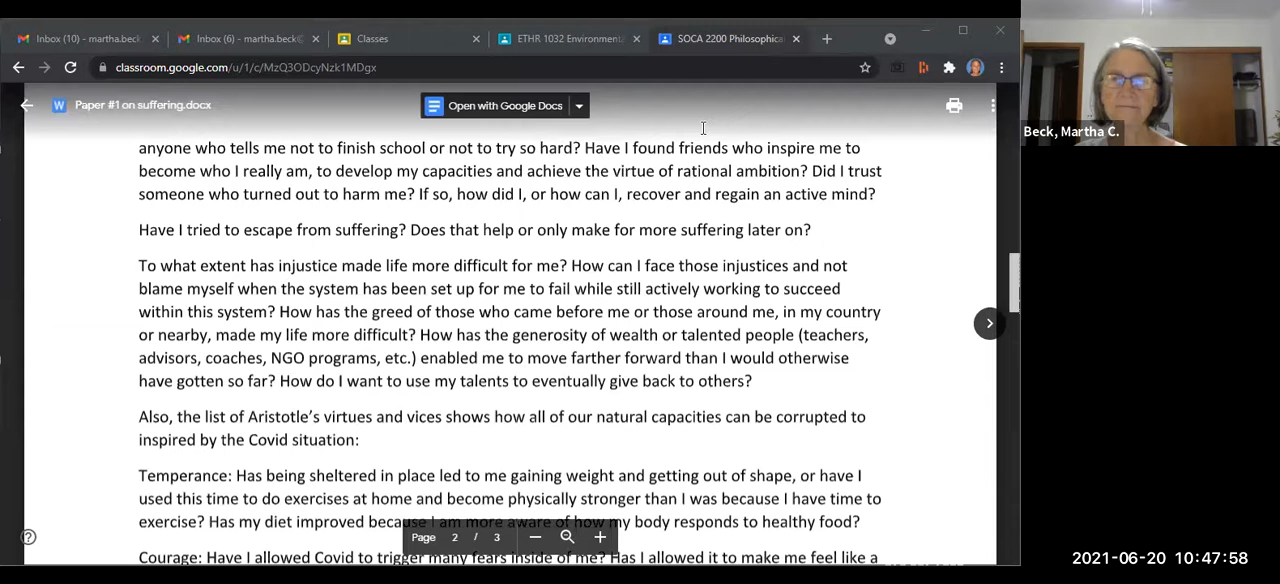 Inbox (10) - martha.beck
Inbox (6) - martha.beck@
Classes
ETHR 1032 Environment
SOCA 2200 Philosophica
classroom.google.com/u/1/c/MzQ3ODcyNzk1MDgx
Paper #1 on suffering.docx
Open with Google Docs
Beck, Martha C.
anyone who tells me not to finish school or not to try so hard? Have I found friends who inspire me to
become who I really am, to develop my capacities and achieve the virtue of rational ambition? Did I trust
someone who turned out to harm me? If so, how did I, or how can I, recover and regain an active mind?
Have I tried to escape from suffering? Does that help or only make for more suffering later on?
To what extent has injustice made life more difficult for me? How can I face those injustices and not
blame myself when the system has been set up for me to fail while still actively working to succeed
within this system? How has the greed of those who came before me or those around me, in my country
or nearby, made my life more difficult? How has the generosity of wealth or talented people (teachers,
advisors, coaches, NGO programs, etc.) enabled me to move farther forward than I would otherwise
have gotten so far? How do I want to use my talents to eventually give back to others?
Also, the list of Aristotle's virtues and vices shows how all of our natural capacities can be corrupted to
inspired by the Covid situation:
Temperance: Has being sheltered in place led to me gaining weight and getting out of shape, or have I
used this time to do exercises at home and become physically stronger than I was because I have time to
exercise? Has my diet improved because I am more aware of how my body responds to healthy food?
Page 2 / 3
Courage: Have I allowed Covid to trigger many fears inside of me? Has I allowed it to make me feel like a
2021-06-20 10:47:58